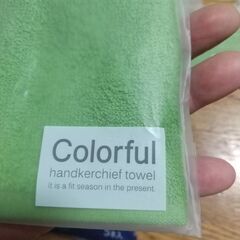 Colorful
handkerchief towel
it is a fit season in the present.